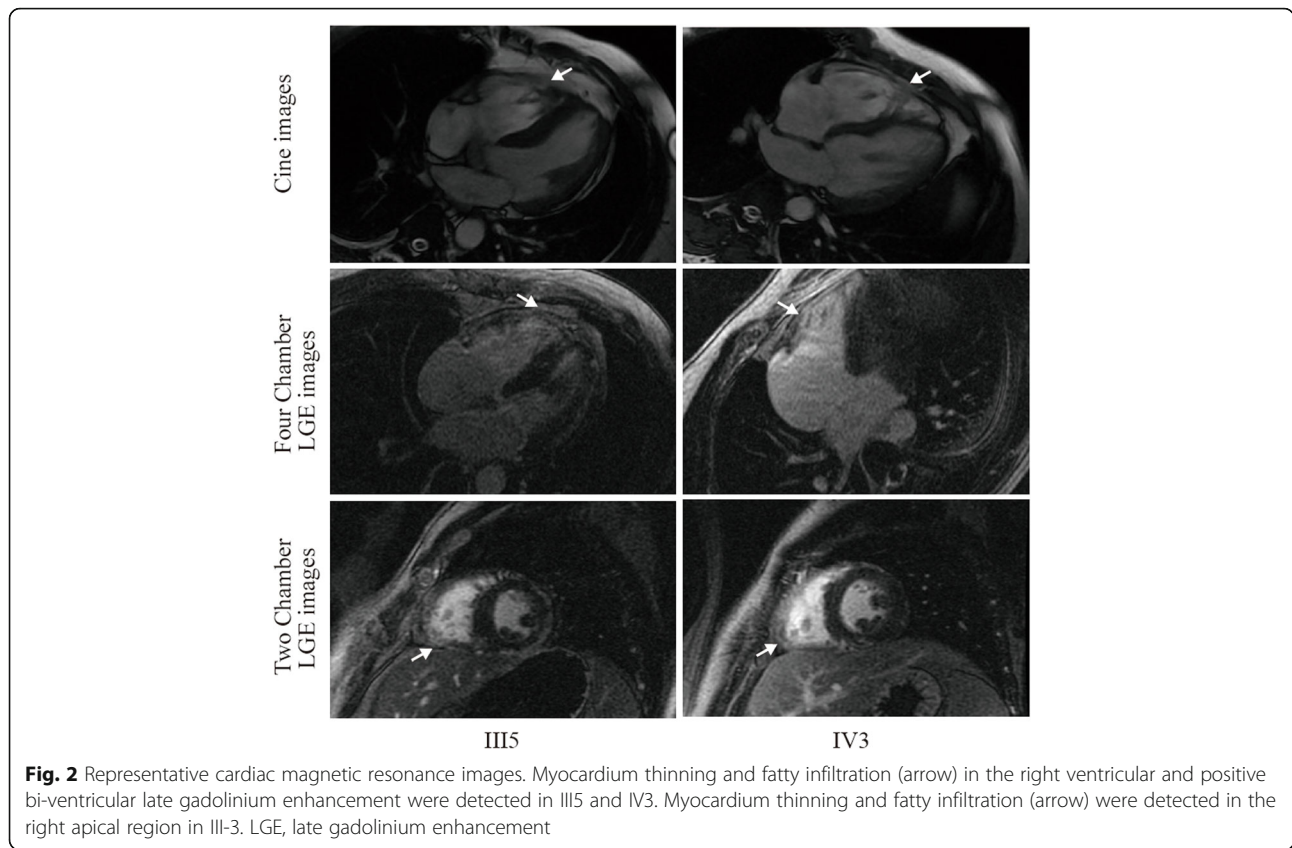 Cine images
Four Chamber
LGE images
Two Chamber
LGE images
III5
IV3
Fig. 2 Representative cardiac magnetic resonance images. Myocardium thinning and fatty infiltration (arrow) in the right ventricular and positive
bi-ventricular late gadolinium enhancement were detected in III5 and IV3. Myocardium thinning and fatty infiltration (arrow) were detected in the
right apical region in III-3. LGE, late gadolinium enhancement